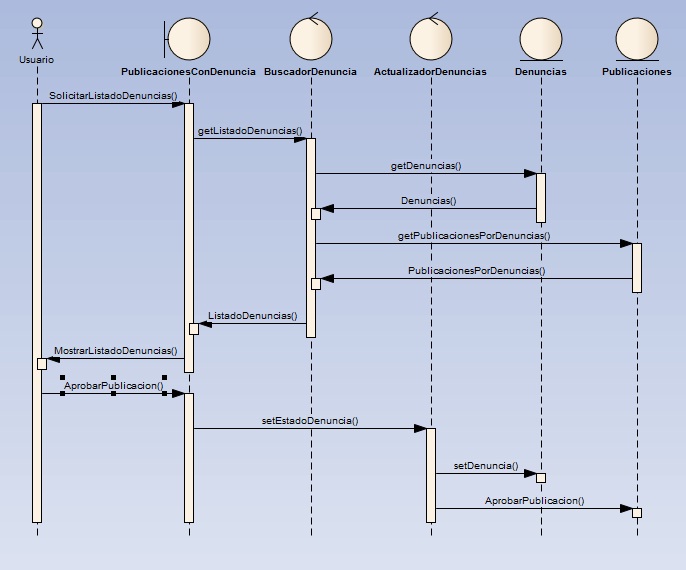 Usuario
PublicacionesConDenuncia
BuscadorDenuncia
ActualizadorDenuncias
Denuncias
Publicaciones
SolicitarListadoDenuncias()
getListadoDenuncias()
getDenuncias()
Denuncias()
getPublicacionesPorDenuncias()
PublicacionesPorDenuncias()
ListadoDenuncias()
MostrarListadoDenuncias()
AprobarPublicacion()
setEstadoDenuncia()
setDenuncia()
AprobarPublicacion()